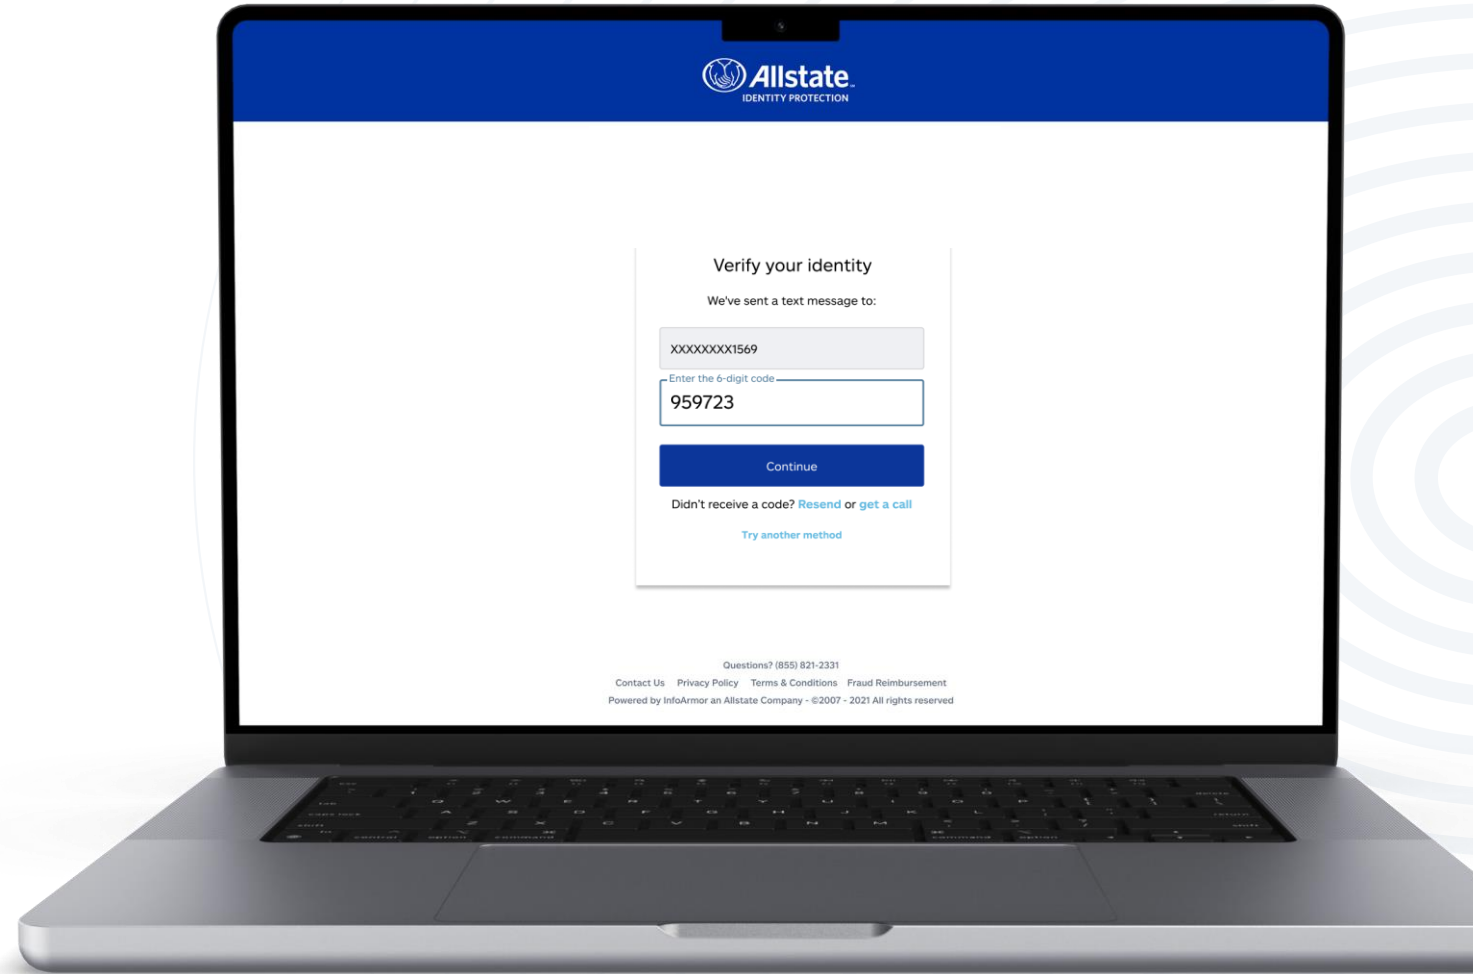 Allstate
IDENTITY PROTECTION
Verify your identity
We've sent a text message to:
XXXXXXXX1569
Enter the 6-digit code
959723
Continue
Didn't receive a code? Resend or get a call
Try another method
Questions? (855) 821-2331
Contact Us Privacy Policy Terms & Conditions Fraud Reimbursement
Powered by InfoArmor an Allstate Company - ©2007 - 2021 All rights reserved